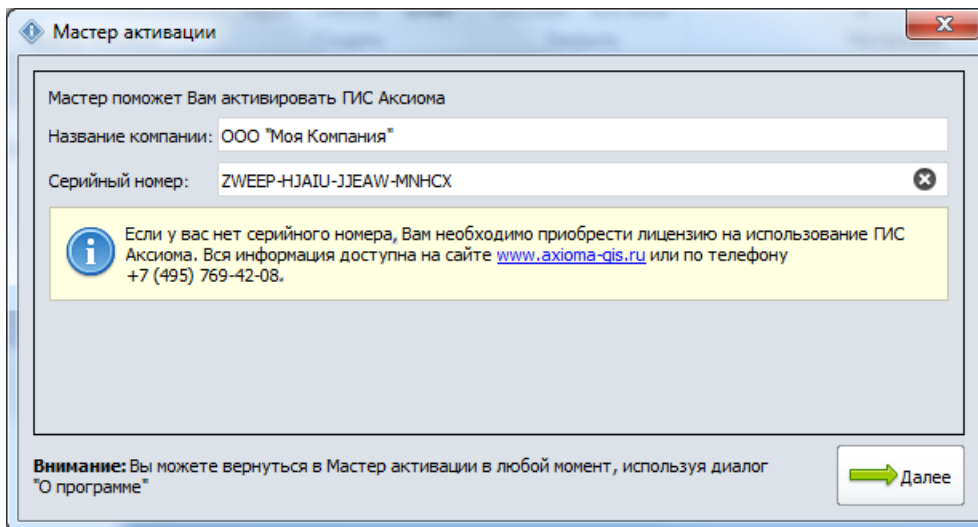 Мастер активации
Мастер поможет Вам активировать ГИС Аксиома
Название компании: ООО "Моя Компания"
Серийный номер: ZWEEP-HJAIU-JJEAW-MNHCX
Если у вас нет серийного номера, Вам необходимо приобрести лицензию на использование ГИС
Аксиома. Вся информация доступна на сайте www.axioma-gis.ru или по телефону
+7 (495) 769-42-08.
Внимание: Вы можете вернуться в Мастер активации в любой момент, используя диалог
"О программе"
Далее